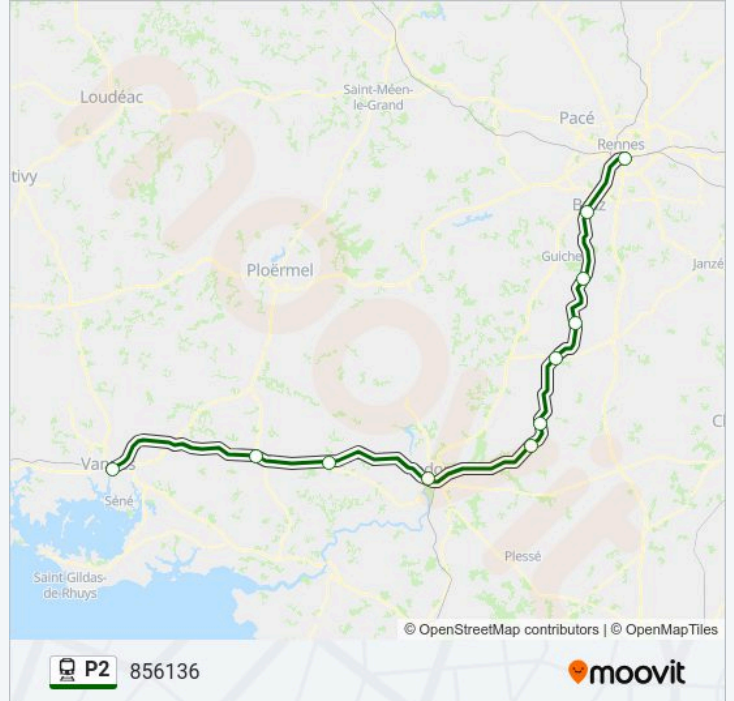 Loudéac
Saint-Méen-
le-Grand
Pacé
Rennes
tivy
Ploërmel
Guiche
Janzé
Séné
Saint-Gildas-
de-Rhuys
Plessé
© OpenStreetMap contributors | © OpenMapTiles
P2 856136
moovit